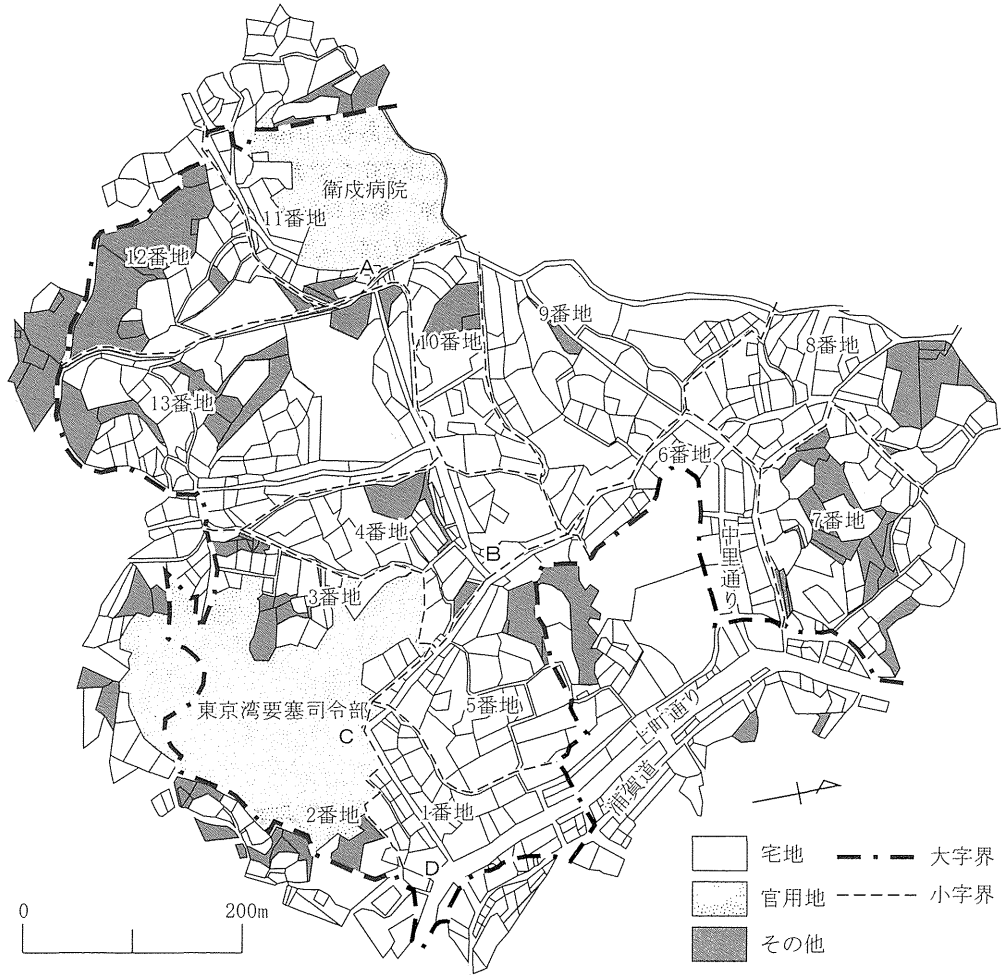 衛戍病院
11番地
12番地
A
9番地
10番地
8番地
13番地
6番地
7番地
4番地
B
中里通り
3番地
東京湾要塞司令部
5番地
C
上町通り
浦賀道
2番地
1番地
D
宅地
大字界
官用地
小字界
その他
0
200m